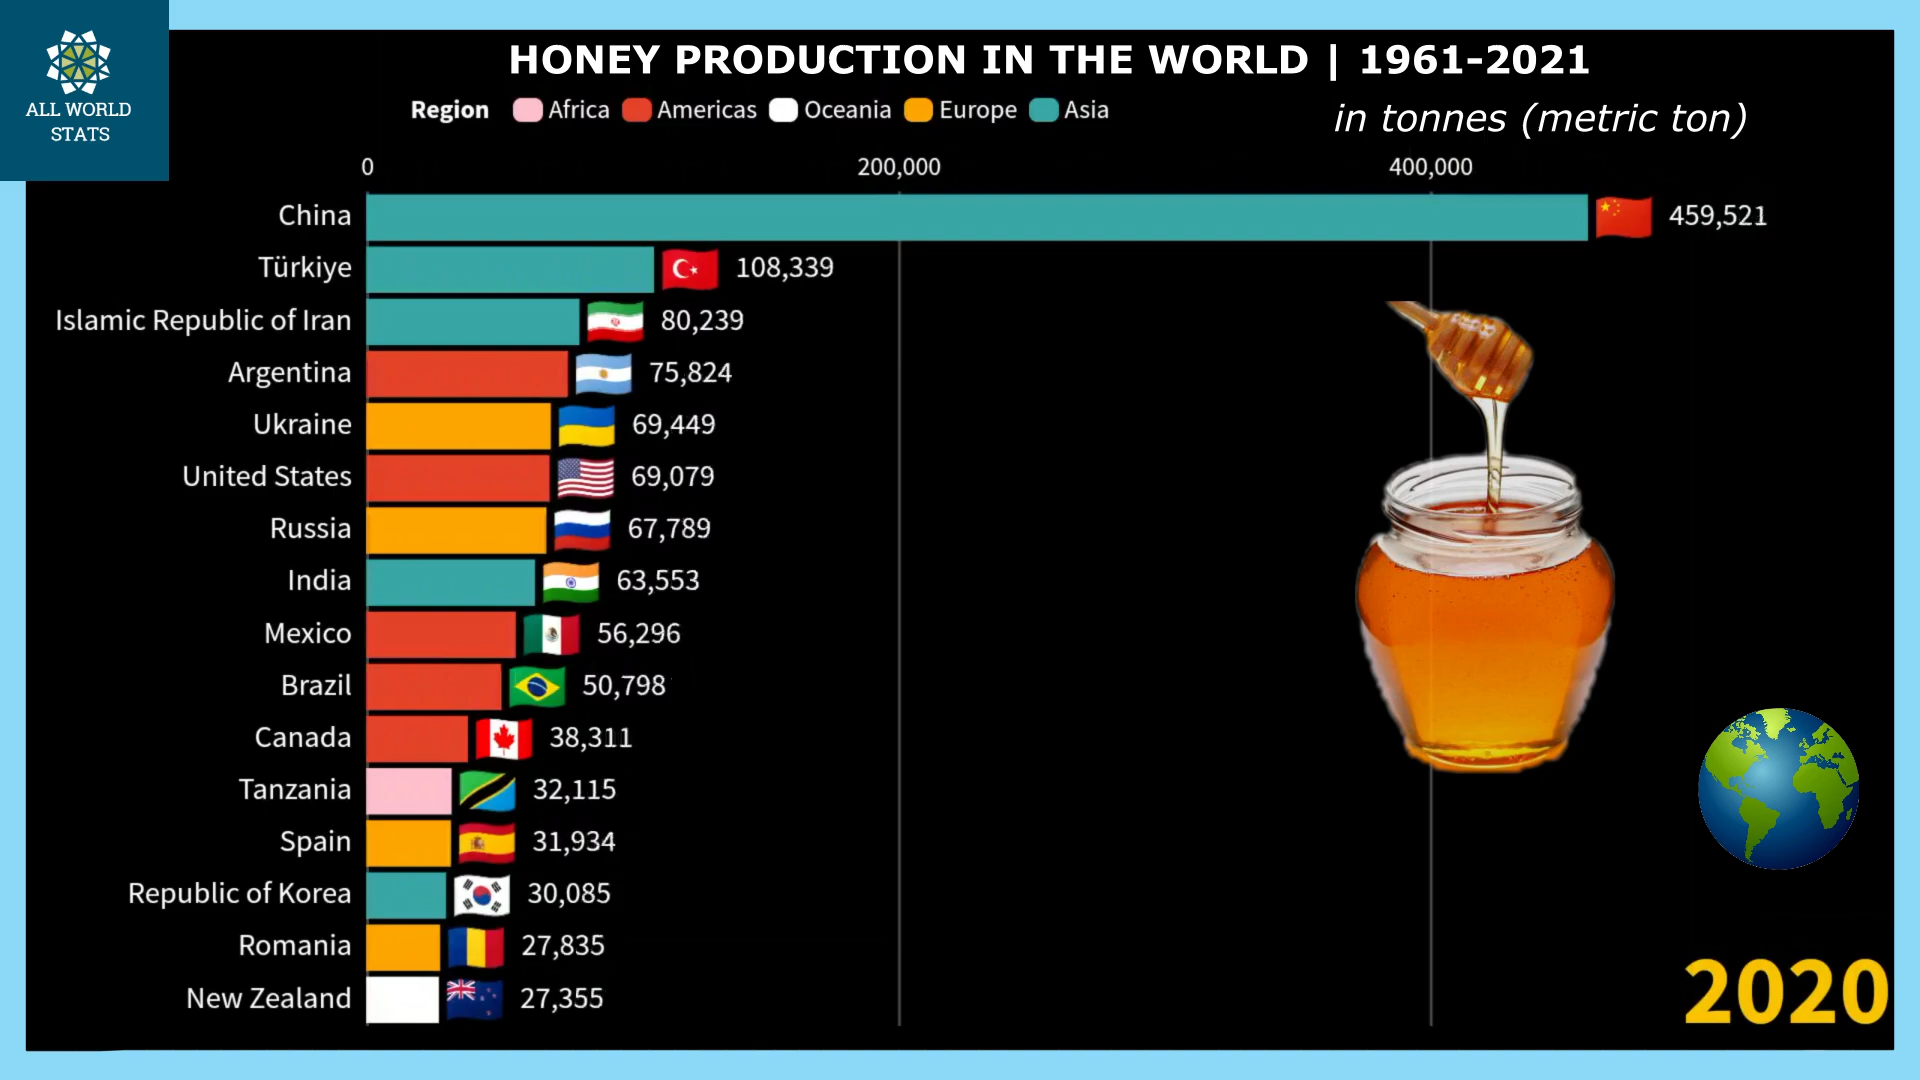 ALL WORLD
STATS
HONEY PRODUCTION IN THE WORLD | 1961-2021
Region Africa Americas Oceania Europe Asia
in tonnes (metric ton)
0 200,000 400,000
China 459,521
Türkiye 108,339
Islamic Republic of Iran 80,239
Argentina 75,824
Ukraine 69,449
United States 69,079
Russia 67,789
India 63,553
Mexico 56,296
Brazil 50,798
Canada 38,311
Tanzania 32,115
Spain 31,934
Republic of Korea 30,085
Romania 27,835
New Zealand 27,355
2020